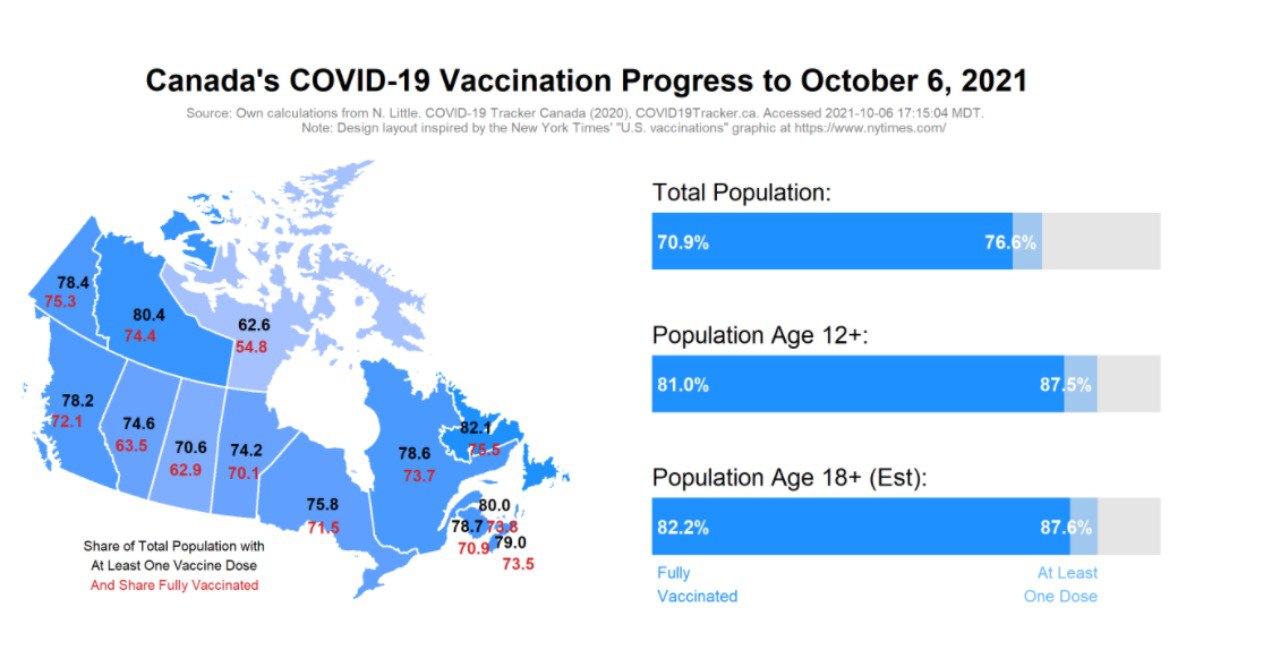 Canada's COVID-19 Vaccination Progress to October 6, 2021
Source: Own calculations from N. Little. COVID-19 Tracker Canada (2020), COVID19Tracker.ca. Accessed 2021-10-06 17:15:04 MDT.
Note: Design layout inspired by the New York Times' "U.S. vaccinations" graphic at https://www.nytimes.com/
78.4
75.3
80.4
74.4
62.6
54.8
78.2
72.1
74.6
63.5
70.6
62.9
74.2
70.1
75.8
71.5
78.6
73.7
82.1
75.5
80.0
73.8
78.7
70.9
79.0
73.5
Share of Total Population with
At Least One Vaccine Dose
And Share Fully Vaccinated
Total Population:
70.9% 76.6%
Population Age 12+:
81.0% 87.5%
Population Age 18+ (Est):
82.2% 87.6%
Fully At Least
Vaccinated One Dose